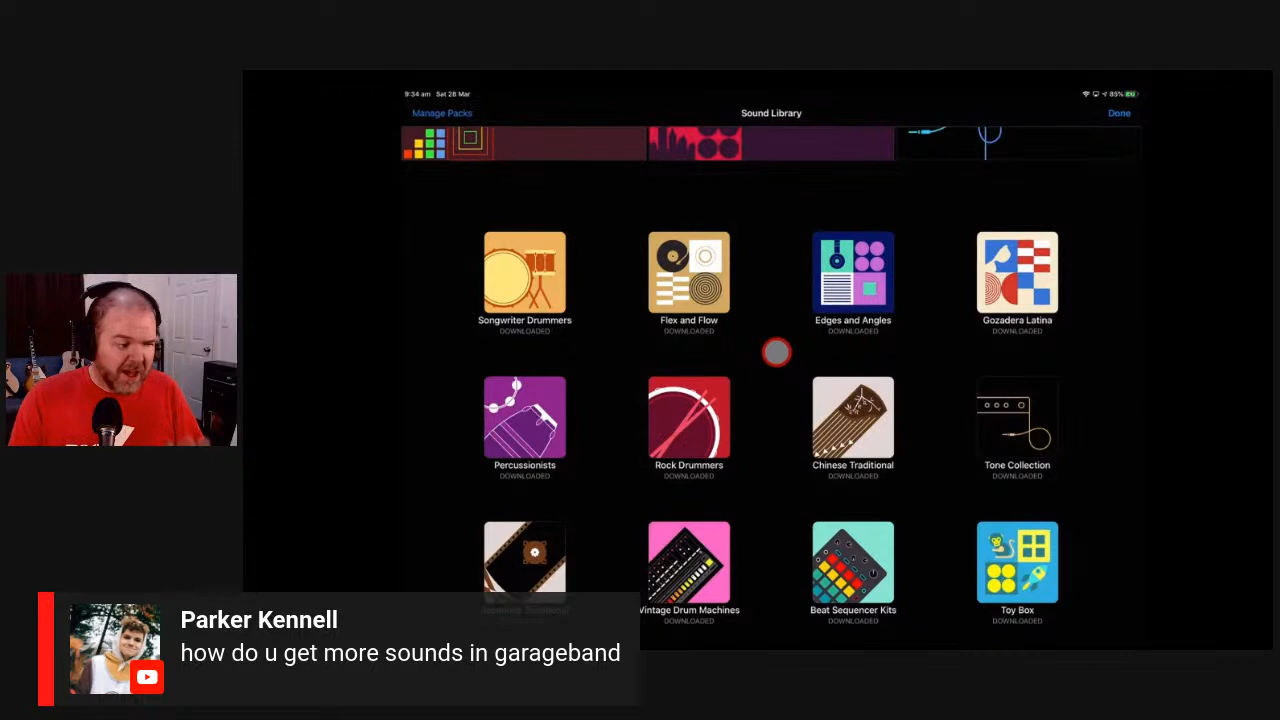 9:34 am Sat 28 Mar
85%
Manage Packs
Sound Library
Done
Songwriter Drummers
DOWNLOADED
Flex and Flow
DOWNLOADED
Edges and Angles
DOWNLOADED
Gozadera Latina
DOWNLOADED
Percussionists
DOWNLOADED
Rock Drummers
DOWNLOADED
Chinese Traditional
DOWNLOADED
Tone Collection
DOWNLOADED
Japanese Traditional
Vintage Drum Machines
DOWNLOADED
Beat Sequencer Kits
DOWNLOADED
Toy Box
DOWNLOADED
Parker Kennell
how do u get more sounds in garageband